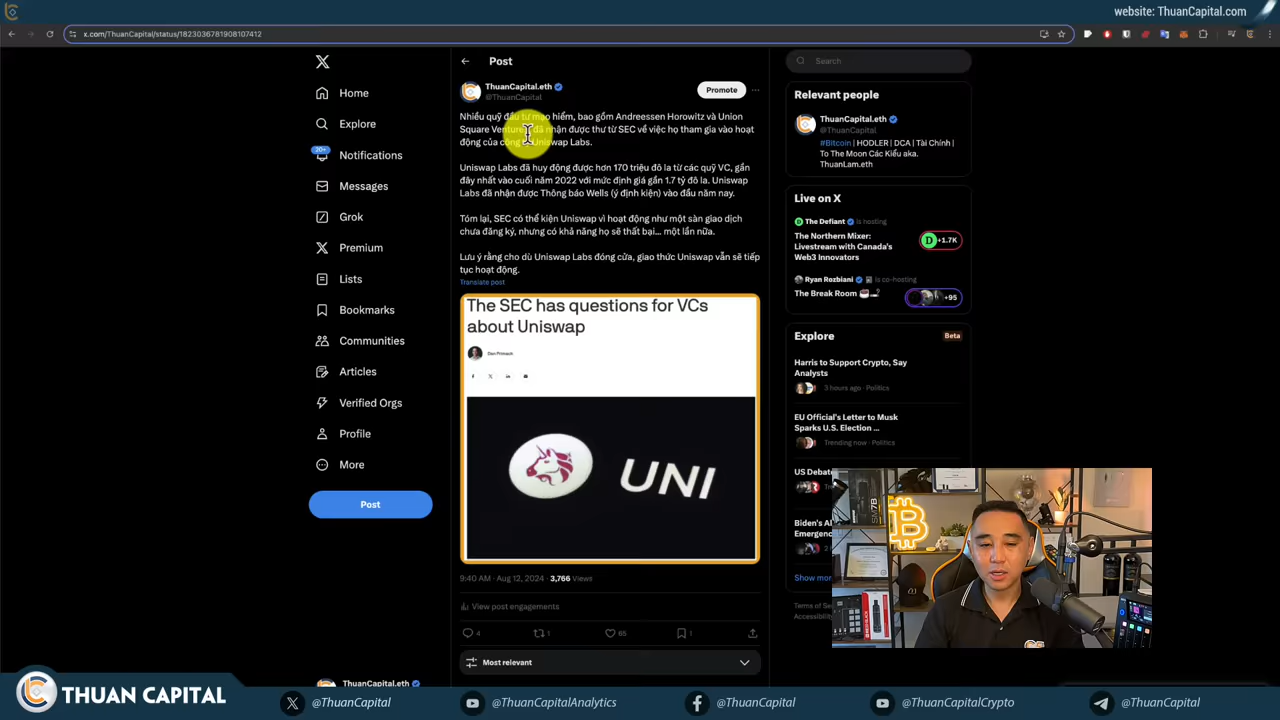 website: ThuanCapital.com
x.com/ThuanCapital/status/1823036781908107412
Home
Explore
20+
Notifications
Messages
Grok
Premium
Lists
Bookmarks
Communities
Articles
Verified Orgs
Profile
More
Post
Post
ThuanCapital.eth
@ThuanCapital
Promote
Nhiều quỹ đầu tư mạo hiểm, bao gồm Andreessen Horowitz và Union
Square đã nhận được thư từ SEC về việc họ tham gia vào hoạt
động của công Uniswap Labs.
Uniswap Labs đã huy động được hơn 170 triệu đô la từ các quỹ VC, gần
đây nhất vào cuối năm 2022 với mức định giá gần 1.7 tỷ đô la. Uniswap
Labs đã nhận được Thông báo Wells (ý định kiện) vào đầu năm nay.
Tóm lại, SEC có thể kiện Uniswap vì hoạt động như một sàn giao dịch
chưa đăng ký, nhưng có khả năng họ sẽ thất bại... một lần nữa.
Lưu ý rằng cho dù Uniswap Labs đóng cửa, giao thức Uniswap vẫn sẽ tiếp
tục hoạt động.
Translate post
The SEC has questions for VCs
about Uniswap
Dan Primack
UNI
9:40 AM · Aug 12, 2024 · 3,766 Views
View post engagements
4
1
65
1
Most relevant
ThuanCapital.eth
Search
Relevant people
ThuanCapital.eth
@ThuanCapital
#Bitcoin | HODLER | DCA | Tài Chính |
To The Moon Các Kiểu aka.
ThuanLam.eth
Live on X
The Defiant is hosting
The Northern Mixer:
Livestream with Canada's
Web3 Innovators
+1.7K
Ryan Rozbiani is co-hosting
The Break Room
+95
Explore
Beta
Harris to Support Crypto, Say
Analysts
3 hours ago · Politics
EU Official's Letter to Musk
Sparks U.S. Election ...
Trending now · Politics
US Debat
Biden's A
Emergence
Show mor
Terms of Se
SM7B
THUAN CAPITAL
@ThuanCapital
@ThuanCapitalAnalytics
@ThuanCapital
@ThuanCapitalCrypto
@ThuanCapital